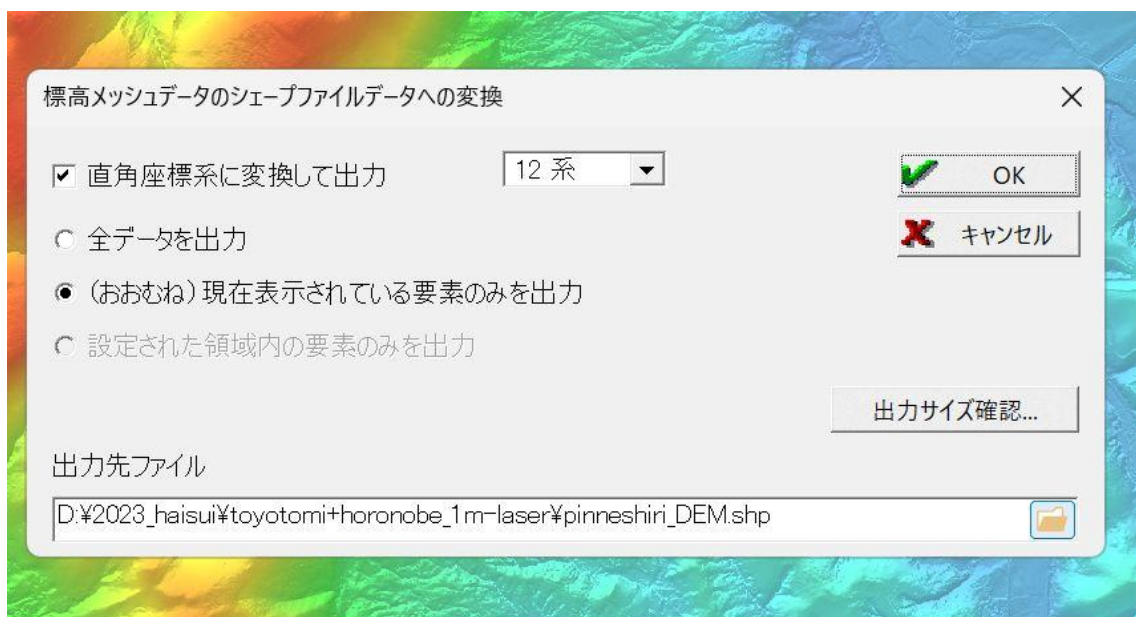 標高メッシュデータのシェープファイルデータへの変換
直角座標系に変換して出力
12 系
OK
全データを出力
キャンセル
(おおむね)現在表示されている要素のみを出力
設定された領域内の要素のみを出力
出力サイズ確認...
出力先ファイル
D:¥2023_haisui¥toyotomi+horonobe_1m-laser¥pinneshiri_DEM.shp